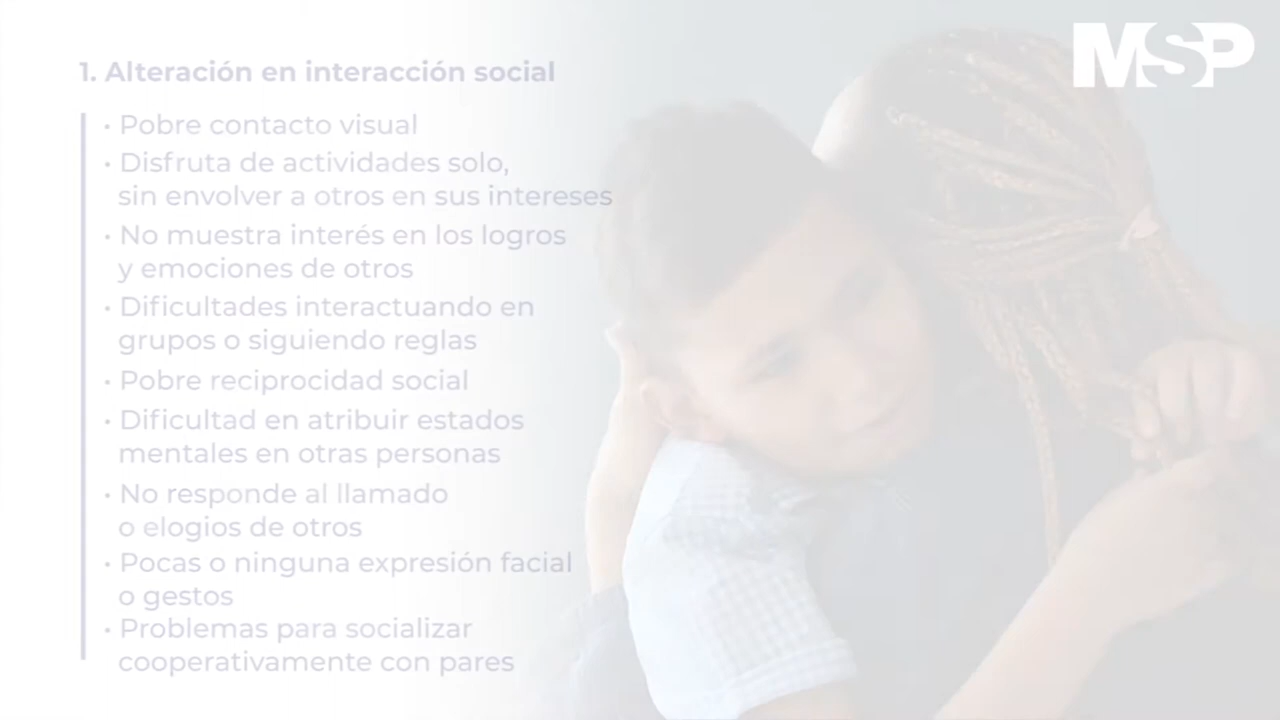 MSP
1. Alteración en interacción social
• Pobre contacto visual
• Disfruta de actividades solo,
sin envolver a otros en sus intereses
• No muestra interés en los logros
y emociones de otros
• Dificultades interactuando en
grupos o siguiendo reglas
• Pobre reciprocidad social
• Dificultad en atribuir estados
mentales en otras personas
• No responde al llamado
o elogios de otros
• Pocas o ninguna expresión facial
o gestos
• Problemas para socializar
cooperativamente con pares